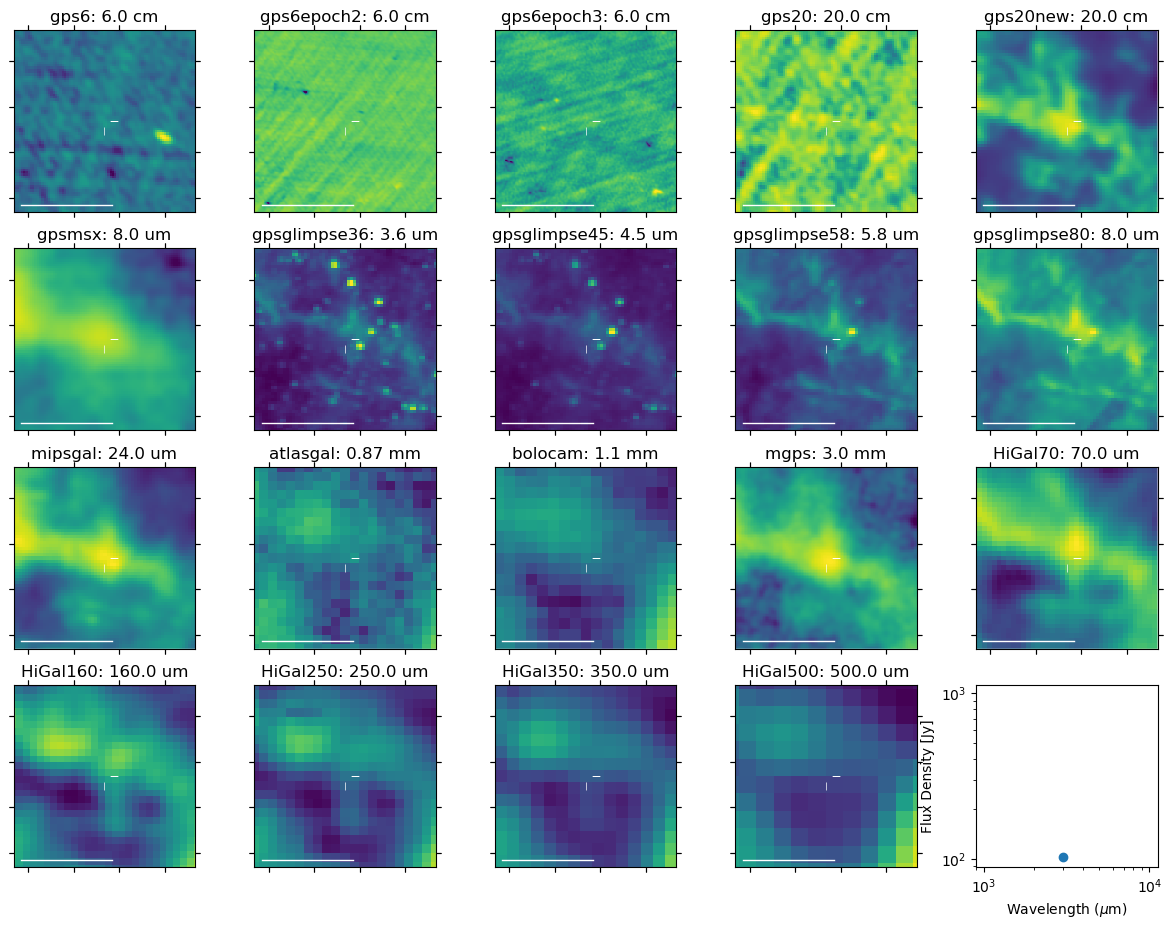 gps6: 6.0 cm
gps6epoch2: 6.0 cm
gps6epoch3: 6.0 cm
gps20: 20.0 cm
gps20new: 20.0 cm
gpsmsx: 8.0 um
gpsglimpse36: 3.6 um
gpsglimpse45: 4.5 um
gpsglimpse58: 5.8 um
gpsglimpse80: 8.0 um
mipsgal: 24.0 um
atlasgal: 0.87 mm
bolocam: 1.1 mm
mgps: 3.0 mm
HiGal70: 70.0 um
HiGal160: 160.0 um
HiGal250: 250.0 um
HiGal350: 350.0 um
HiGal500: 500.0 um
Flux Density [Jy]
10³
10²
10³
10⁴
Wavelength (μm)